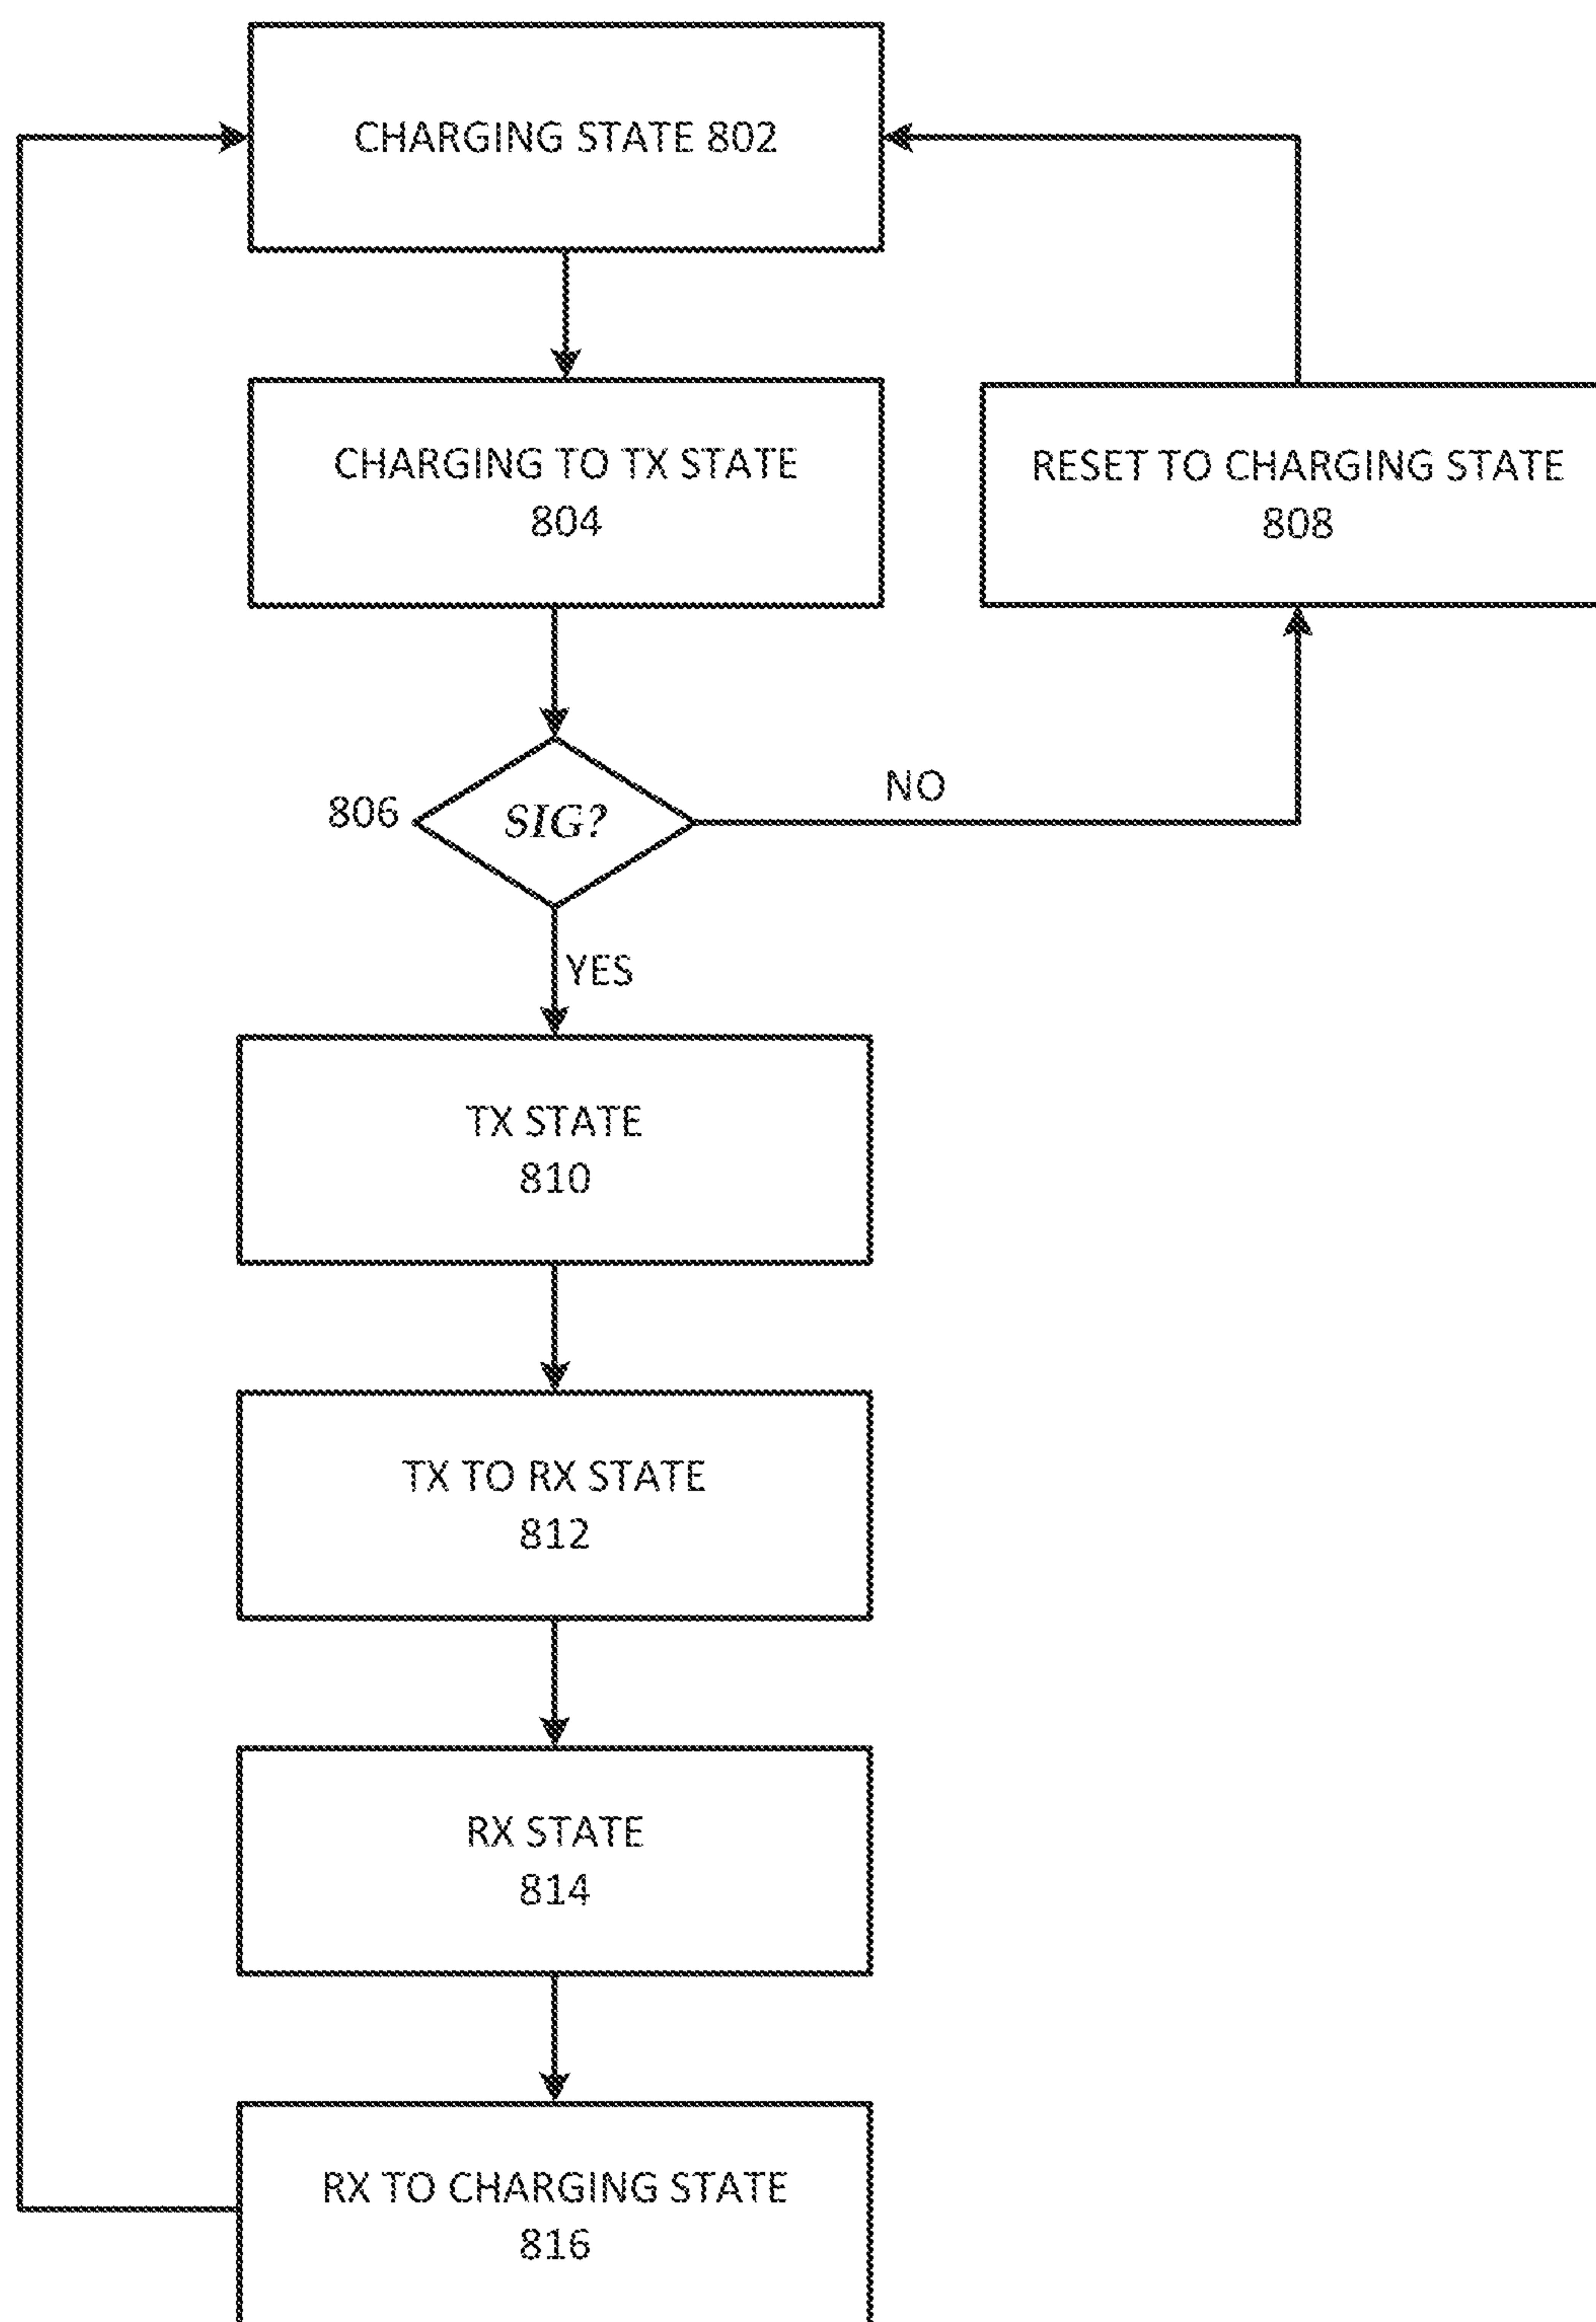 CHARGING STATE 802
CHARGING TO TX STATE
804
RESET TO CHARGING STATE
808
806
SIG?
NO
YES
TX STATE
810
TX TO RX STATE
812
RX STATE
814
RX TO CHARGING STATE
816